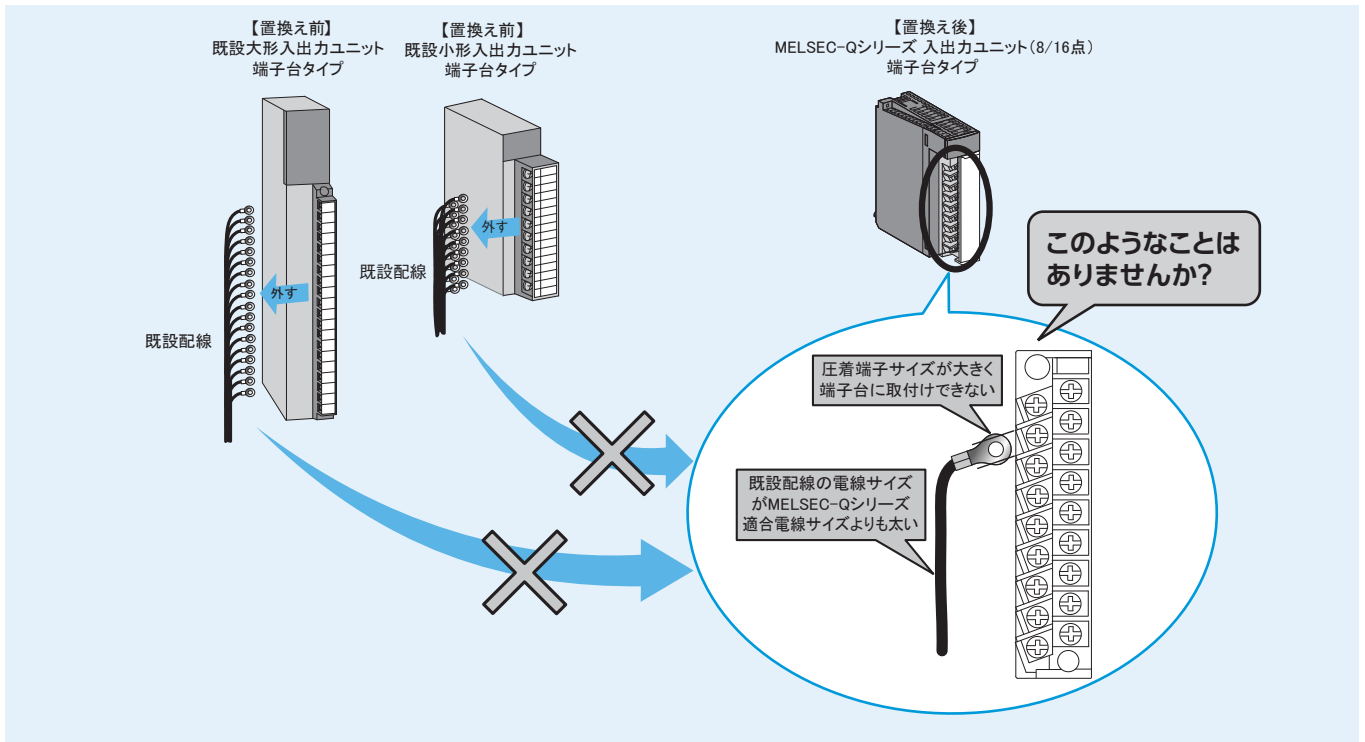 【置換え前】
既設大形入出力ユニット
端子台タイプ
【置換え前】
既設小形入出力ユニット
端子台タイプ
【置換え後】
MELSEC-Qシリーズ 入出力ユニット(8/16点)
端子台タイプ
外す
既設配線
外す
既設配線
このようなことは
ありませんか?
圧着端子サイズが大きく
端子台に取付けできない
既設配線の電線サイズ
がMELSEC-Qシリーズ
適合電線サイズよりも太い